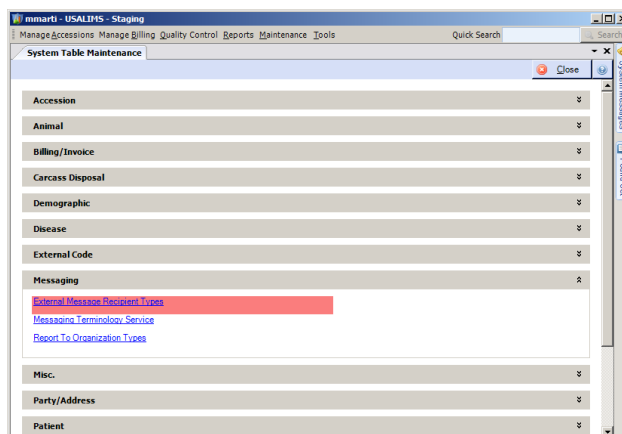 mmarti - USALIMS - Staging
Manage Accessions Manage Billing Quality Control Reports Maintenance Tools Quick Search Search
System Table Maintenance
Close
Accession
Animal
Billing/Invoice
Carcass Disposal
Demographic
Disease
External Code
Messaging
External Message Recipient Types
Messaging Terminology Service
Report To Organization Types
Misc.
Party/Address
Patient
System Messages